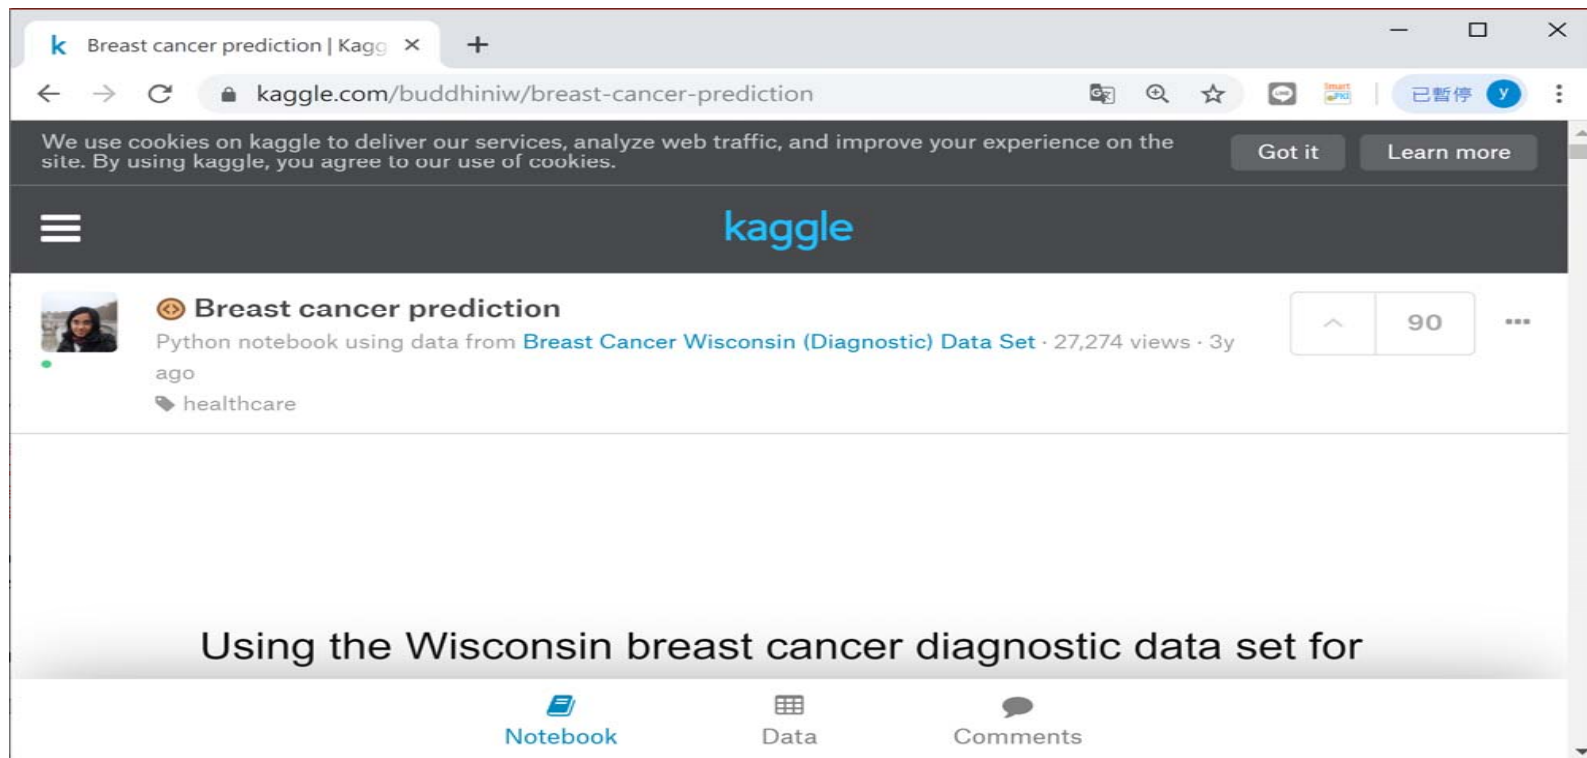 k Breast cancer prediction | Kagg
kaggle.com/buddhiniw/breast-cancer-prediction
已暫停 y
We use cookies on kaggle to deliver our services, analyze web traffic, and improve your experience on the
site. By using kaggle, you agree to our use of cookies.
Got it
Learn more
kaggle
Breast cancer prediction
Python notebook using data from Breast Cancer Wisconsin (Diagnostic) Data Set · 27,274 views · 3y
ago
healthcare
90
Using the Wisconsin breast cancer diagnostic data set for
Notebook
Data
Comments